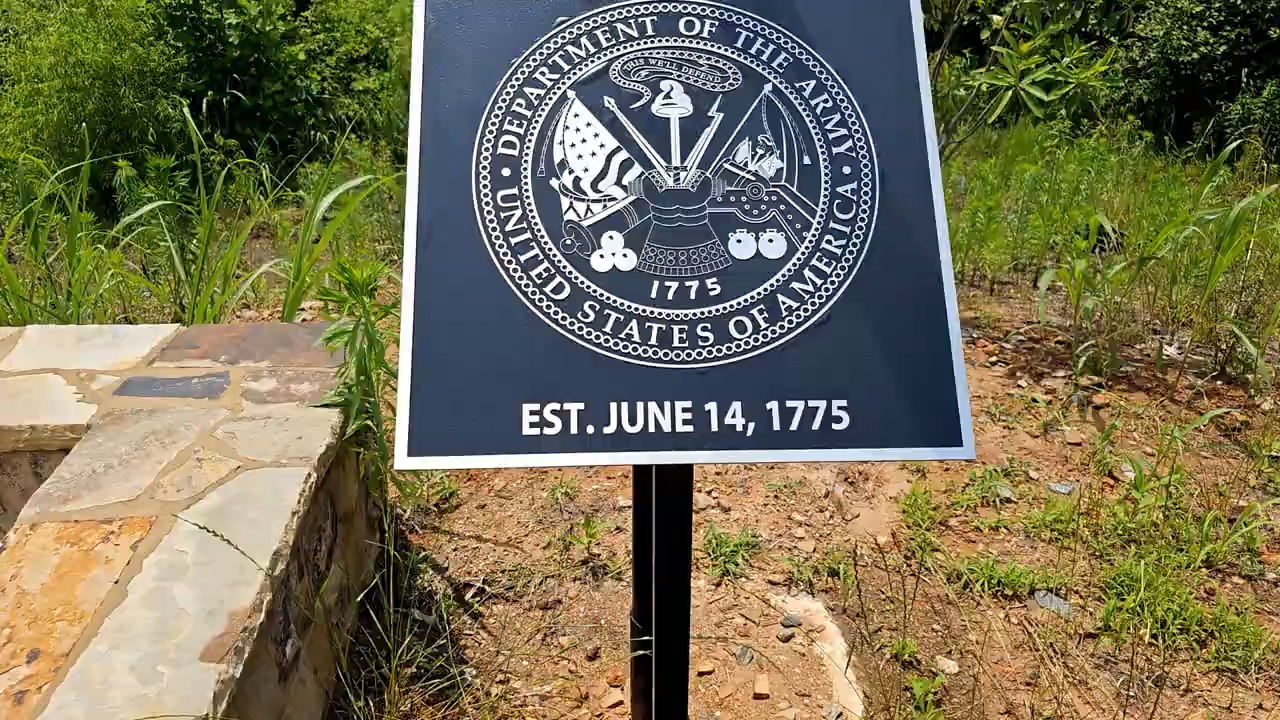 DEPARTMENT OF THE ARMY
THIS WE'LL DEFEND
1775
UNITED STATES OF AMERICA
EST. JUNE 14, 1775